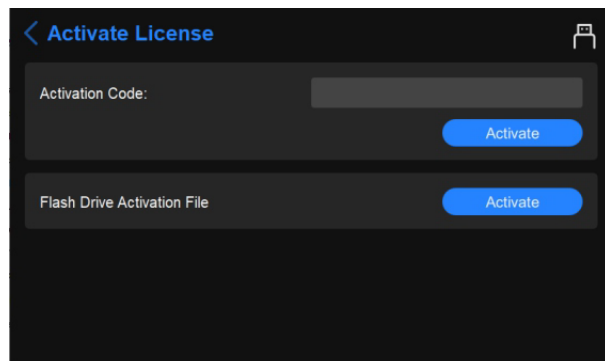 Activate License
Activation Code:
Activate
Flash Drive Activation File
Activate